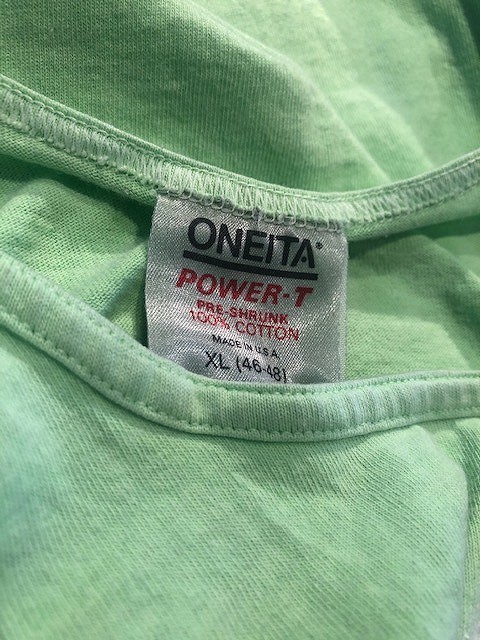 ONEITA®
POWER-T
PRE-SHRUNK
100% COTTON
MADE IN U.S.A.
XL (46-48)